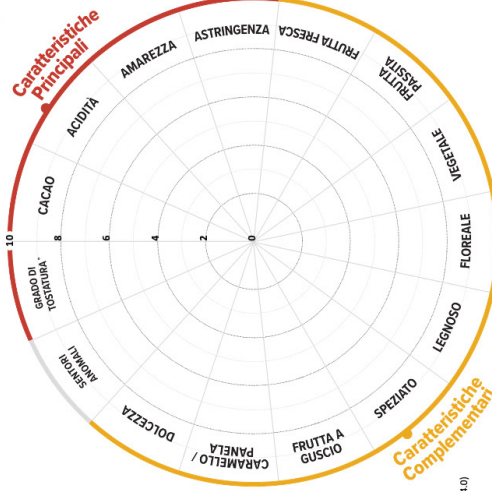 Caratteristiche
Principali
ASTRINGENZA
FRUTTA FRESCA
FRUTTA
PASSITA
VEGETALE
FLOREALE
LEGNOSO
SPEZIATO
FRUTTA A
GUSCIO
CARAMELLO /
PANELA
DOLCEZZA
SENTORI
ANOMALI
GRADO DI
TOSTATURA*
CACAO
ACIDITÀ
AMAREZZA
10
8
6
4
2
0
Caratteristiche
Complementari